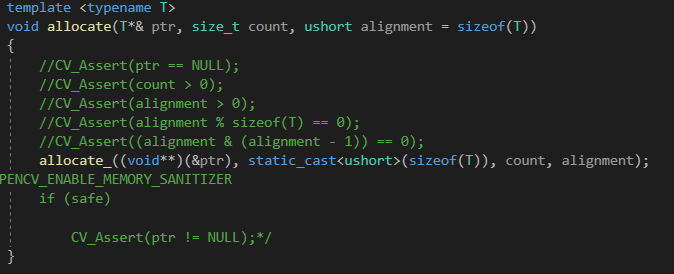 template <typename T>
void allocate(T*& ptr, size_t count, ushort alignment = sizeof(T))
{
//CV_Assert(ptr == NULL);
//CV_Assert(count > 0);
//CV_Assert(alignment > 0);
//CV_Assert(alignment % sizeof(T) == 0);
//CV_Assert((alignment & (alignment - 1)) == 0);
allocate_((void**)(&ptr), static_cast<ushort>(sizeof(T)), count, alignment);
PENCV_ENABLE_MEMORY_SANITIZER
if (safe)
CV_Assert(ptr != NULL);*/
}